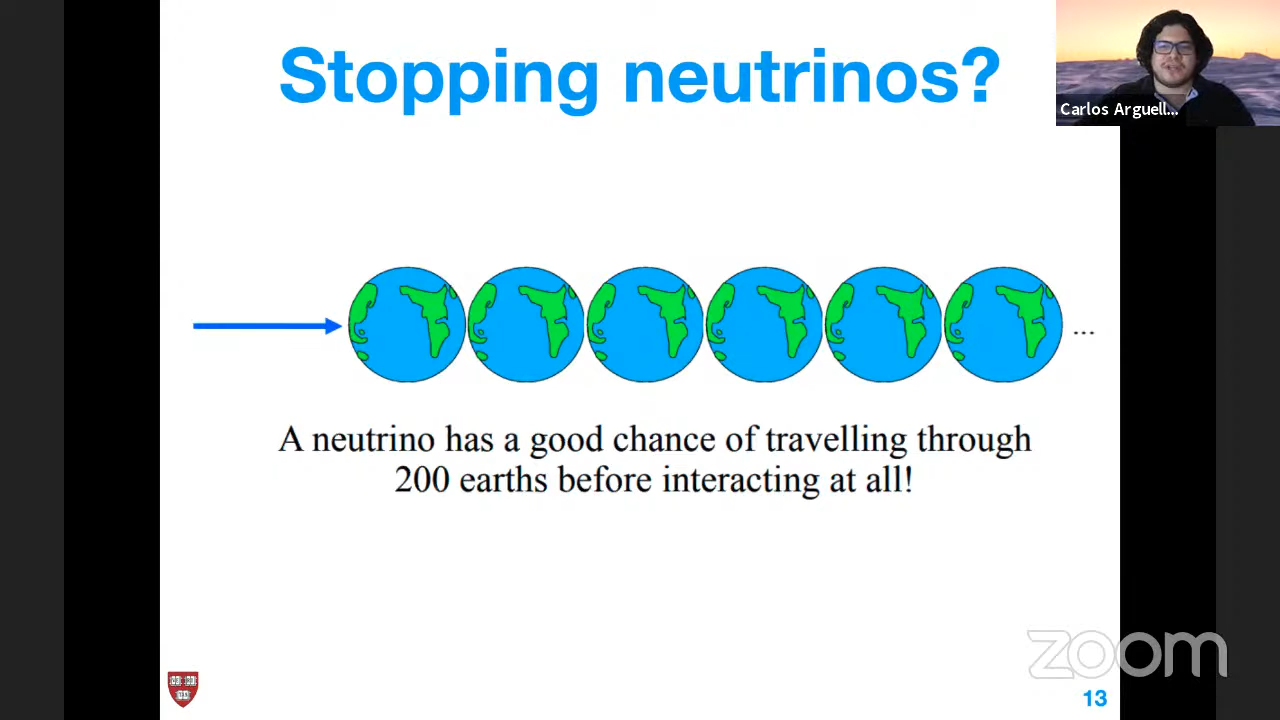 Stopping neutrinos?
Carlos Arguell...
...
A neutrino has a good chance of travelling through
200 earths before interacting at all!
zoom
13